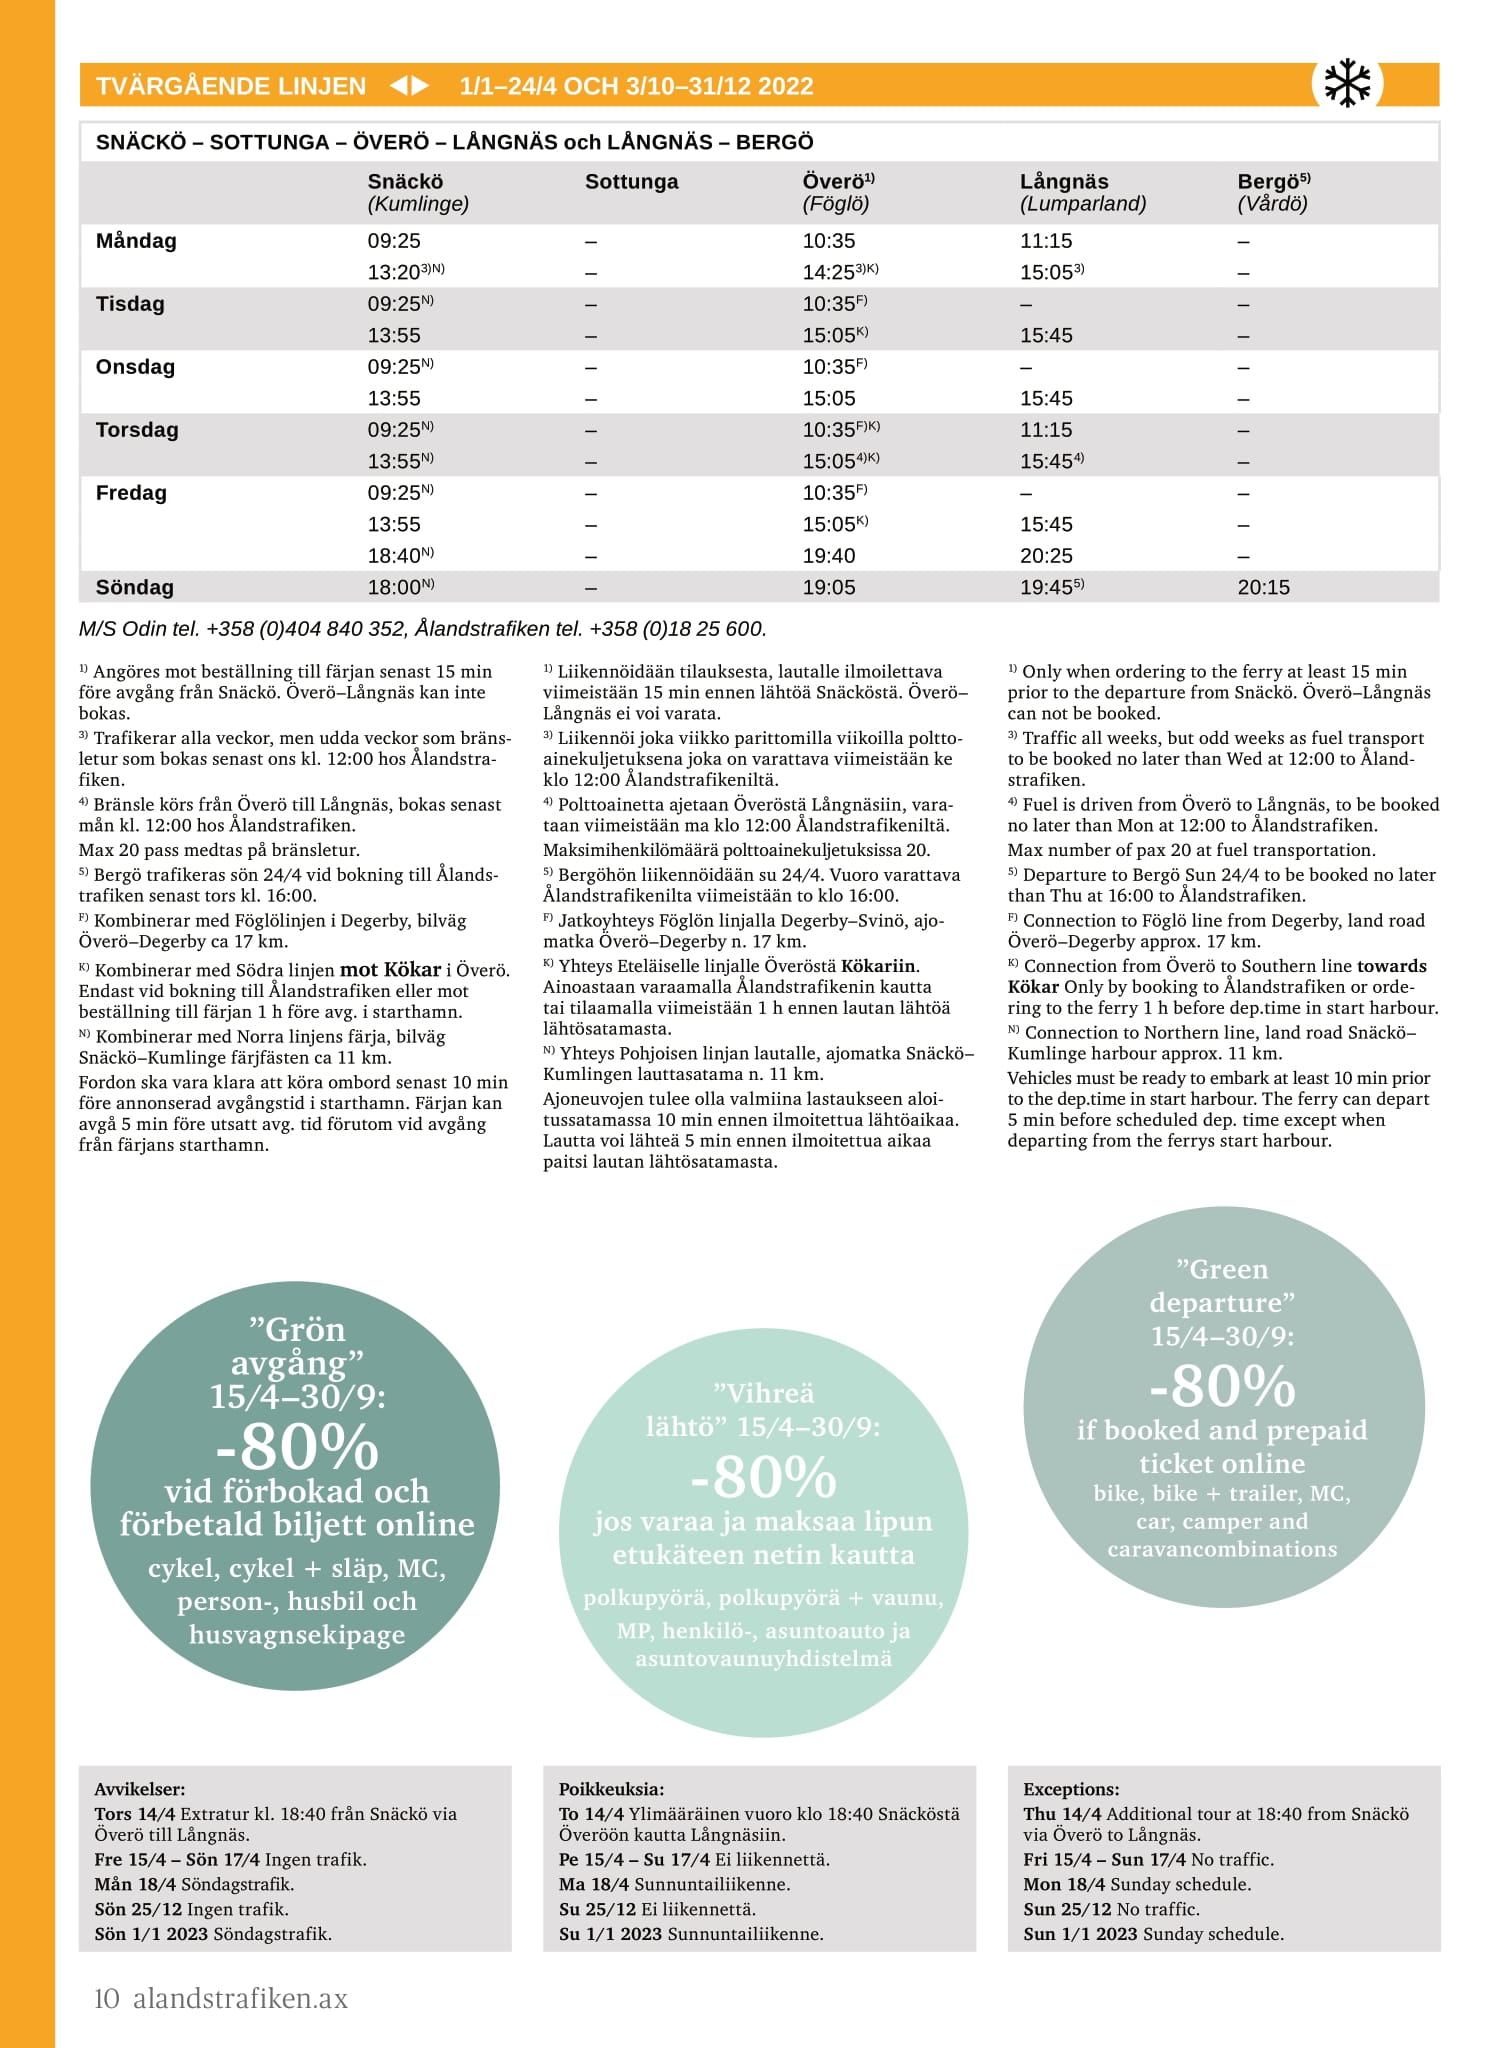 TVÄRGÅENDE LINJEN 1/1–24/4 OCH 3/10–31/12 2022
SNÄCKÖ – SOTTUNGA – ÖVERÖ – LÅNGNÄS och LÅNGNÄS – BERGÖ
Snäckö Sottunga Överö1) Långnäs Bergö5)
(Kumlinge) (Föglö) (Lumparland) (Vårdö)
Måndag 09:25 – 10:35 11:15 –
13:203)N) – 14:253)K) 15:053) –
Tisdag 09:25N) – 10:35F) – –
13:55 – 15:05K) 15:45 –
Onsdag 09:25N) – 10:35F) – –
13:55 – 15:05 15:45 –
Torsdag 09:25N) – 10:35F)K) 11:15 –
13:55N) – 15:054)K) 15:454) –
Fredag 09:25N) – 10:35F) – –
13:55 – 15:05K) 15:45 –
18:40N) – 19:40 20:25 –
Söndag 18:00N) – 19:05 19:455) 20:15
M/S Odin tel. +358 (0)404 840 352, Ålandstrafiken tel. +358 (0)18 25 600.
1) Angöres mot beställning till färjan senast 15 min
före avgång från Snäckö. Överö–Långnäs kan inte
bokas.
3) Trafikerar alla veckor, men udda veckor som bräns-
letur som bokas senast ons kl. 12:00 hos Ålandstra-
fiken.
4) Bränsle körs från Överö till Långnäs, bokas senast
mån kl. 12:00 hos Ålandstrafiken.
Max 20 pass medtas på bränsletur.
5) Bergö trafikeras sön 24/4 vid bokning till Ålands-
trafiken senast tors kl. 16:00.
F) Kombinerar med Föglölinjen i Degerby, bilväg
Överö–Degerby ca 17 km.
K) Kombinerar med Södra linjen mot Kökar i Överö.
Endast vid bokning till Ålandstrafiken eller mot
beställning till färjan 1 h före avg. i starthamn.
N) Kombinerar med Norra linjens färja, bilväg
Snäckö–Kumlinge färjfästen ca 11 km.
Fordon ska vara klara att köra ombord senast 10 min
före annonserad avgångstid i starthamn. Färjan kan
avgå 5 min före utsatt avg. tid förutom vid avgång
från färjans starthamn.
1) Liikennöidään tilauksesta, lautalle ilmoilettava
viimeistään 15 min ennen lähtöä Snäcköstä. Överö–
Långnäs ei voi varata.
3) Liikennöi joka viikko parittomilla viikoilla poltto-
ainekuljetuksena joka on varattava viimeistään ke
klo 12:00 Ålandstrafikeniltä.
4) Polttoainetta ajetaan Överöstä Långnäsiin, vara-
taan viimeistään ma klo 12:00 Ålandstrafikeniltä.
Maksimihenkilömäärä polttoainekuljetuksissa 20.
5) Bergöhön liikennöidään su 24/4. Vuoro varattava
Ålandstrafikenilta viimeistään to klo 16:00.
F) Jatkoyhteys Föglön linjalla Degerby–Svinö, ajo-
matka Överö–Degerby n. 17 km.
K) Yhteys Eteläiselle linjalle Överöstä Kökariin.
Ainoastaan varaamalla Ålandstrafikenin kautta
tai tilaamalla viimeistään 1 h ennen lautan lähtöä
lähtösatamasta.
N) Yhteys Pohjoisen linjan lautalle, ajomatka Snäckö–
Kumlingen lauttasatama n. 11 km.
Ajoneuvojen tulee olla valmiina lastaukseen aloi-
tussatamassa 10 min ennen ilmoitettua lähtöaikaa.
Lautta voi lähteä 5 min ennen ilmoitettua aikaa
paitsi lautan lähtösatamasta.
1) Only when ordering to the ferry at least 15 min
prior to the departure from Snäckö. Överö–Långnäs
can not be booked.
3) Traffic all weeks, but odd weeks as fuel transport
to be booked no later than Wed at 12:00 to Åland-
strafiken.
4) Fuel is driven from Överö to Långnäs, to be booked
no later than Mon at 12:00 to Ålandstrafiken.
Max number of pax 20 at fuel transportation.
5) Departure to Bergö Sun 24/4 to be booked no later
than Thu at 16:00 to Ålandstrafiken.
F) Connection to Föglö line from Degerby, land road
Överö–Degerby approx. 17 km.
K) Connection from Överö to Southern line towards
Kökar Only by booking to Ålandstrafiken or orde-
ring to the ferry 1 h before dep.time in start harbour.
N) Connection to Northern line, land road Snäckö–
Kumlinge harbour approx. 11 km.
Vehicles must be ready to embark at least 10 min prior
to the dep.time in start harbour. The ferry can depart
5 min before scheduled dep. time except when
departing from the ferrys start harbour.
”Grön
avgång”
15/4–30/9:
-80%
vid förbokad och
förbetald biljett online
cykel, cykel + släp, MC,
person-, husbil och
husvagnsekipage
”Vihreä
lähtö” 15/4–30/9:
-80%
jos varaa ja maksaa lipun
etukäteen netin kautta
polkupyörä, polkupyörä + vaunu,
MP, henkilö-, asuntoauto ja
asuntovaunuyhdistelmä
”Green
departure”
15/4–30/9:
-80%
if booked and prepaid
ticket online
bike, bike + trailer, MC,
car, camper and
caravancombinations
Avvikelser:
Tors 14/4 Extratur kl. 18:40 från Snäckö via
Överö till Långnäs.
Fre 15/4 – Sön 17/4 Ingen trafik.
Mån 18/4 Söndagstrafik.
Sön 25/12 Ingen trafik.
Sön 1/1 2023 Söndagstrafik.
Poikkeuksia:
To 14/4 Ylimääräinen vuoro klo 18:40 Snäcköstä
Överöön kautta Långnäsiin.
Pe 15/4 – Su 17/4 Ei liikennettä.
Ma 18/4 Sunnuntailiikenne.
Su 25/12 Ei liikennettä.
Su 1/1 2023 Sunnuntailiikenne.
Exceptions:
Thu 14/4 Additional tour at 18:40 from Snäckö
via Överö to Långnäs.
Fri 15/4 – Sun 17/4 No traffic.
Mon 18/4 Sunday schedule.
Sun 25/12 No traffic.
Sun 1/1 2023 Sunday schedule.
10 alandstrafiken.ax